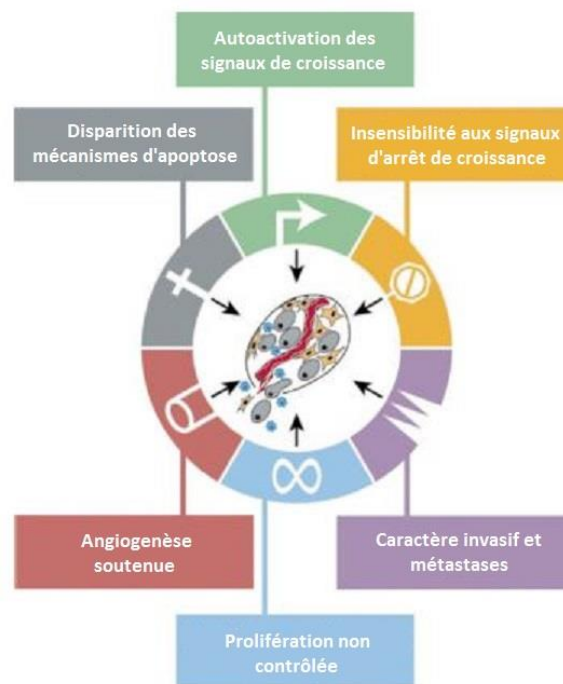 Autoactivation des
signaux de croissance
Disparition des
mécanismes d'apoptose
Insensibilité aux signaux
d'arrêt de croissance
Angiogenèse
soutenue
Caractère invasif et
métastases
Prolifération non
contrôlée